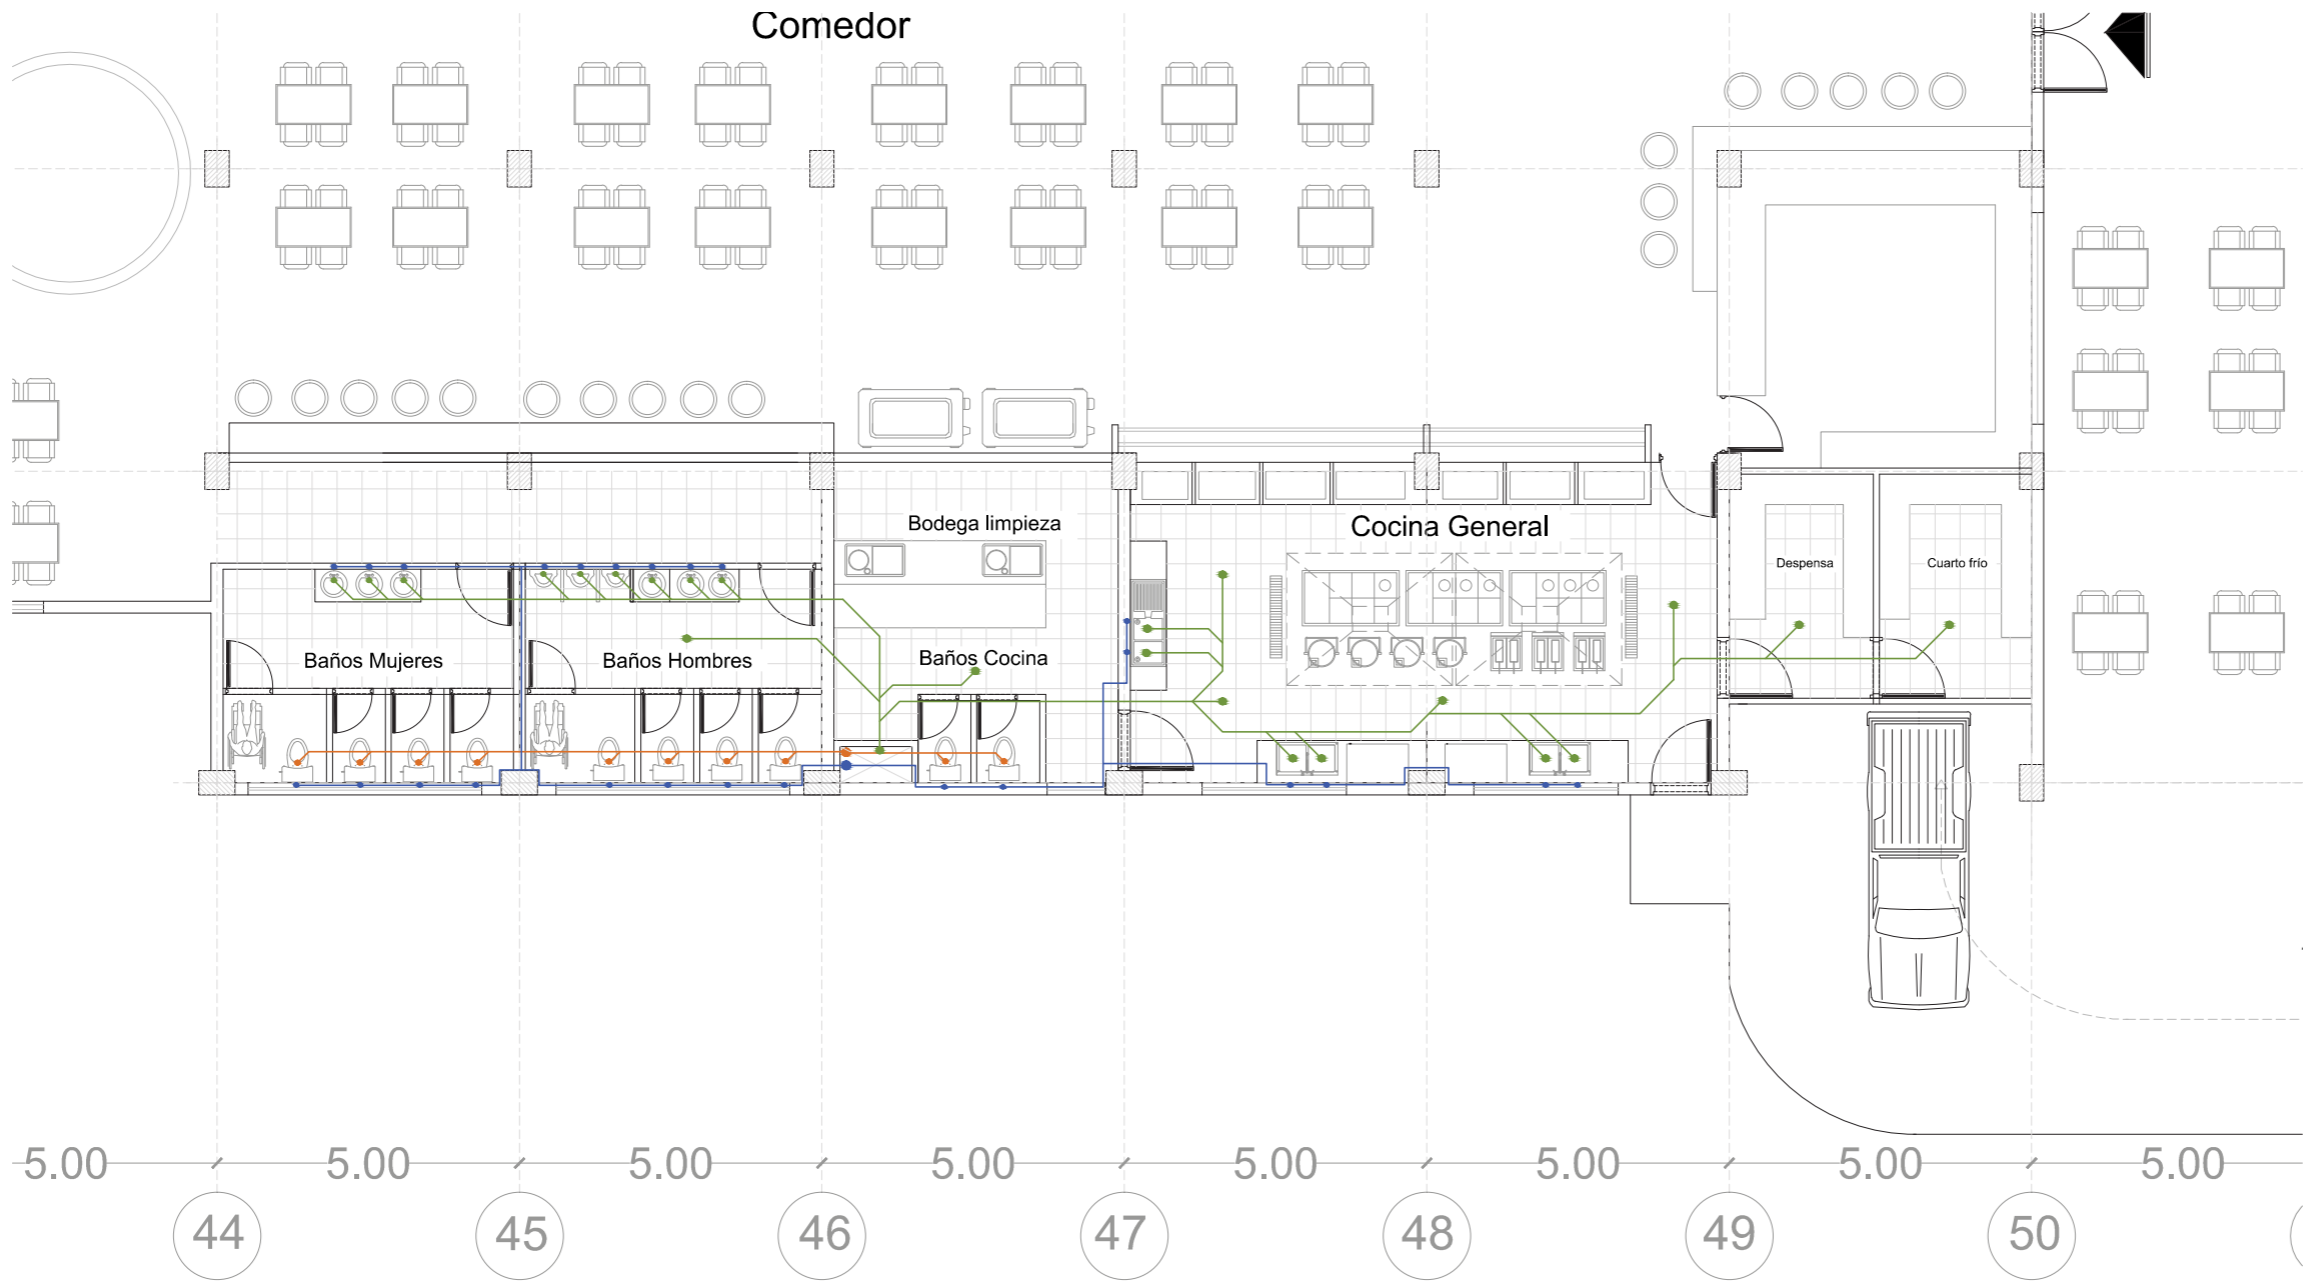 Comedor
Bodega limpieza
Cocina General
Despensa
Cuarto frío
Baños Mujeres
Baños Hombres
Baños Cocina
5.00 5.00 5.00 5.00 5.00 5.00 5.00 5.00
44 45 46 47 48 49 50